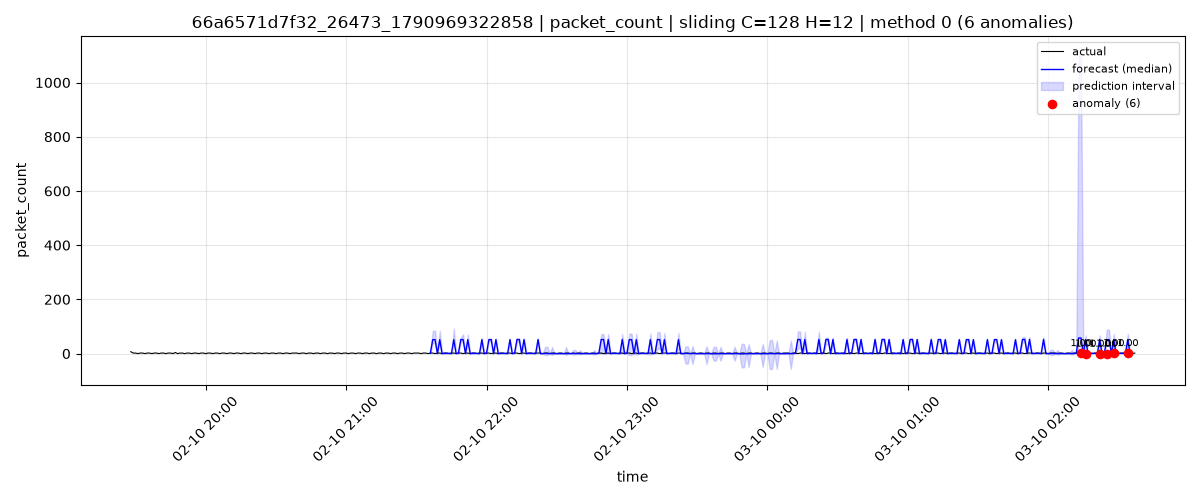 66a6571d7f32_26473_1790969322858 | packet_count | sliding C=128 H=12 | method 0 (6 anomalies)
actual
forecast (median)
prediction interval
anomaly (6)
packet_count
1000
800
600
400
200
0
02-10 20:00
02-10 21:00
02-10 22:00
02-10 23:00
03-10 00:00
03-10 01:00
03-10 02:00
time